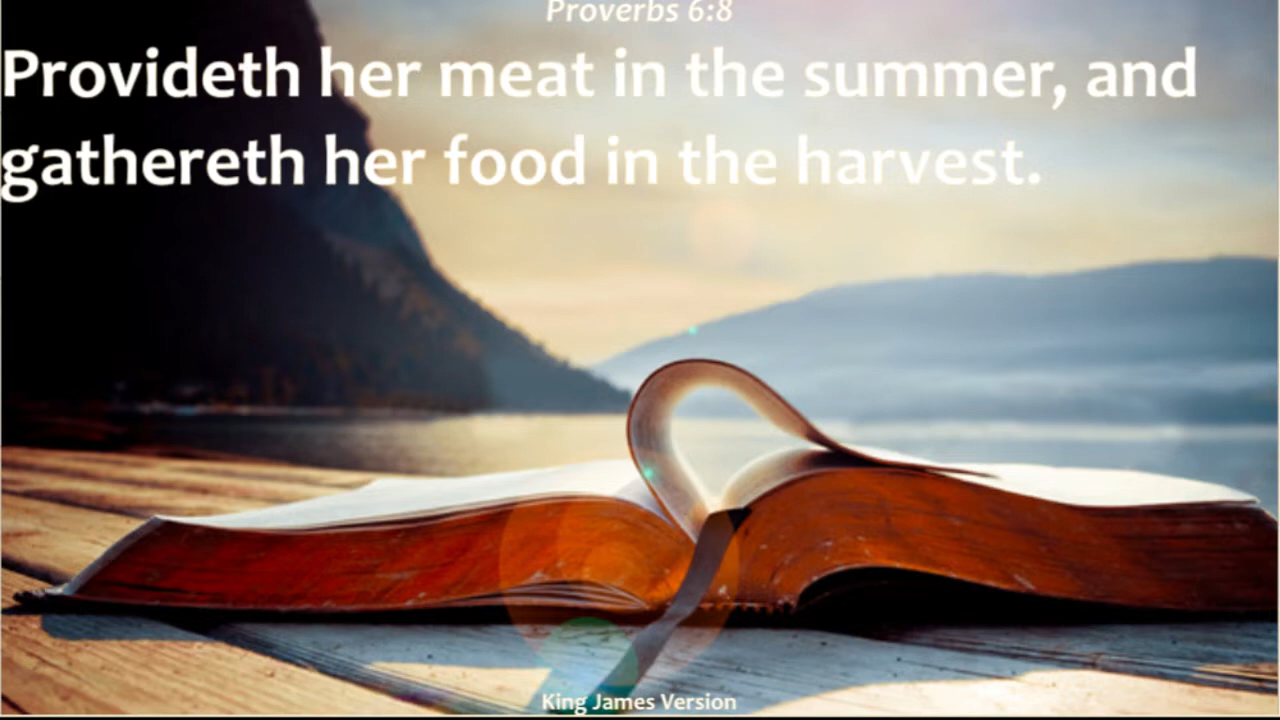 Proverbs 6:8
Provideth her meat in the summer, and
gathereth her food in the harvest.
King James Version